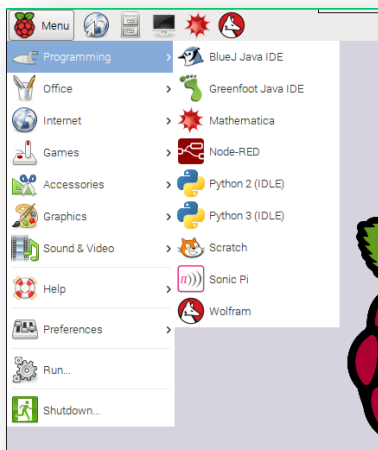 Menu
Programming
Office
Internet
Games
Accessories
Graphics
Sound & Video
Help
Preferences
Run...
Shutdown...
BlueJ Java IDE
Greenfoot Java IDE
Mathematica
Node-RED
Python 2 (IDLE)
Python 3 (IDLE)
Scratch
π)))
Sonic Pi
Wolfram